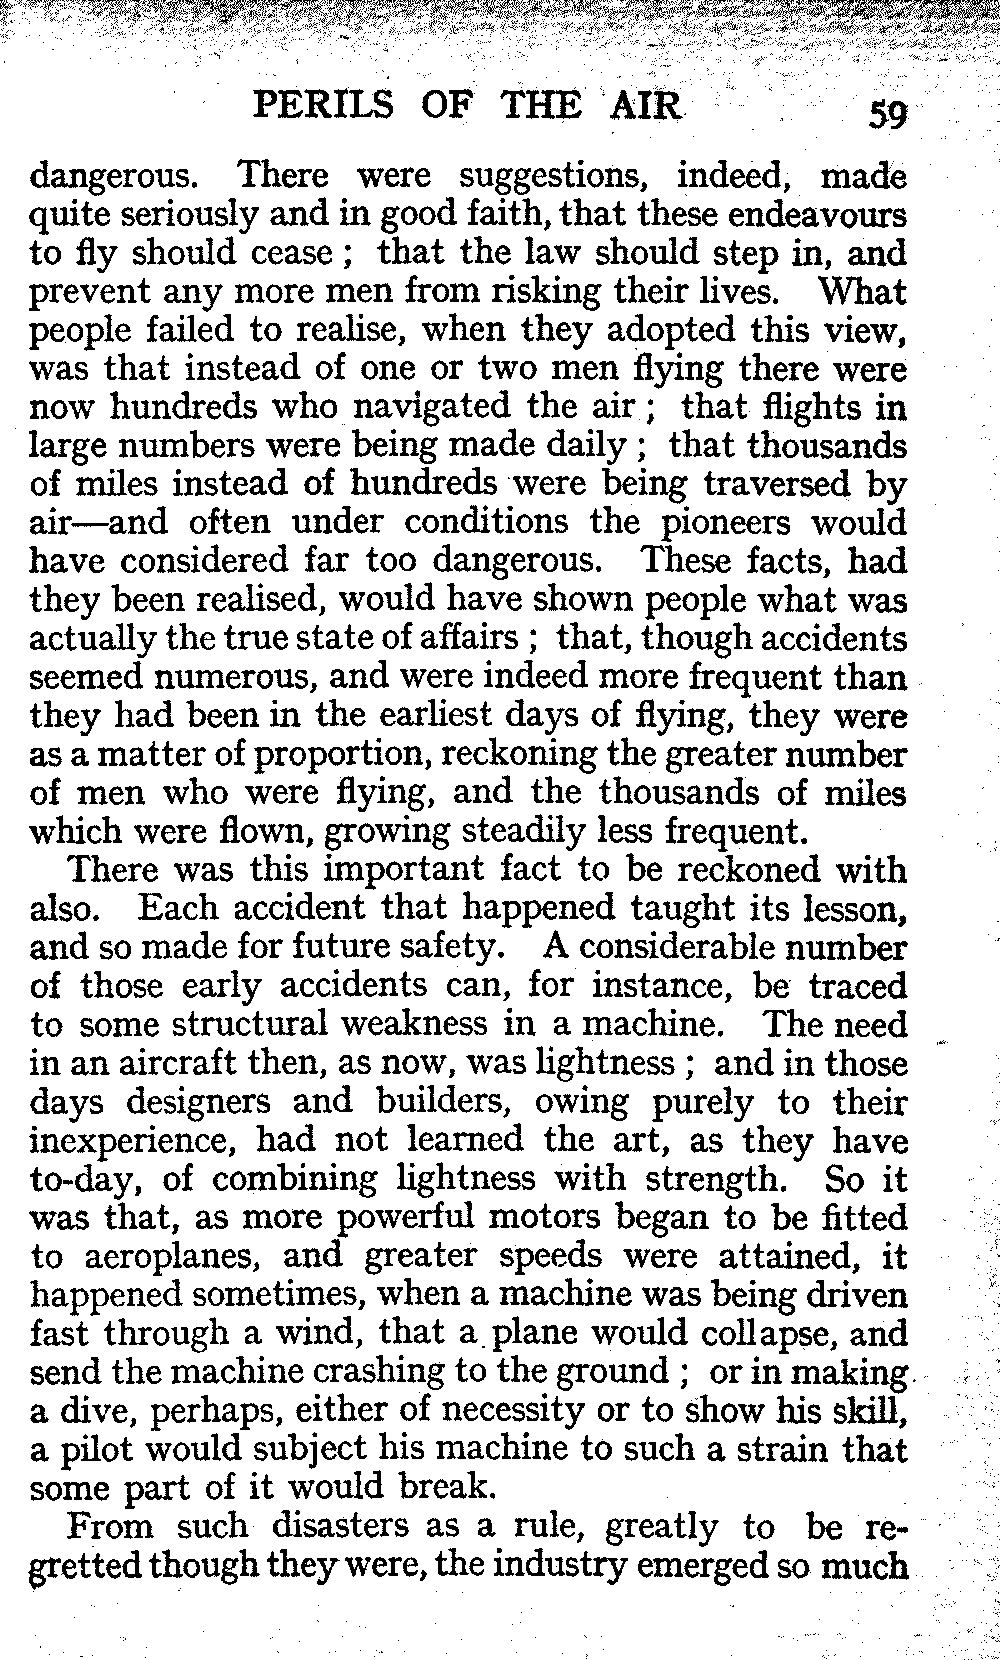 PERILS OF THE AIR 59
dangerous. There were suggestions, indeed, made
quite seriously and in good faith, that these endeavours
to fly should cease ; that the law should step in, and
prevent any more men from risking their lives. What
people failed to realise, when they adopted this view,
was that instead of one or two men flying there were
now hundreds who navigated the air ; that flights in
large numbers were being made daily ; that thousands
of miles instead of hundreds were being traversed by
air—and often under conditions the pioneers would
have considered far too dangerous. These facts, had
they been realised, would have shown people what was
actually the true state of affairs ; that, though accidents
seemed numerous, and were indeed more frequent than
they had been in the earliest days of flying, they were
as a matter of proportion, reckoning the greater number
of men who were flying, and the thousands of miles
which were flown, growing steadily less frequent.
There was this important fact to be reckoned with
also. Each accident that happened taught its lesson,
and so made for future safety. A considerable number
of those early accidents can, for instance, be traced
to some structural weakness in a machine. The need
in an aircraft then, as now, was lightness ; and in those
days designers and builders, owing purely to their
inexperience, had not learned the art, as they have
to-day, of combining lightness with strength. So it
was that, as more powerful motors began to be fitted
to aeroplanes, and greater speeds were attained, it
happened sometimes, when a machine was being driven
fast through a wind, that a plane would collapse, and
send the machine crashing to the ground ; or in making
a dive, perhaps, either of necessity or to show his skill,
a pilot would subject his machine to such a strain that
some part of it would break.
From such disasters as a rule, greatly to be re-
gretted though they were, the industry emerged so much